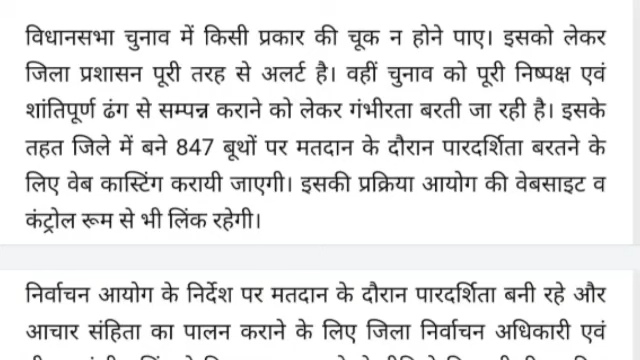 विधानसभा चुनाव में किसी प्रकार की चूक न होने पाए। इसको लेकर
जिला प्रशासन पूरी तरह से अलर्ट है। वहीं चुनाव को पूरी निष्पक्ष एवं
शांतिपूर्ण ढंग से सम्पन्न कराने को लेकर गंभीरता बरती जा रही है। इसके
तहत जिले में बने 847 बूथों पर मतदान के दौरान पारदर्शिता बरतने के
लिए वेब कास्टिंग करायी जाएगी। इसकी प्रक्रिया आयोग की वेबसाइट व
कंट्रोल रूम से भी लिंक रहेगी।
निर्वाचन आयोग के निर्देश पर मतदान के दौरान पारदर्शिता बनी रहे और
आचार संहिता का पालन कराने के लिए जिला निर्वाचन अधिकारी एवं